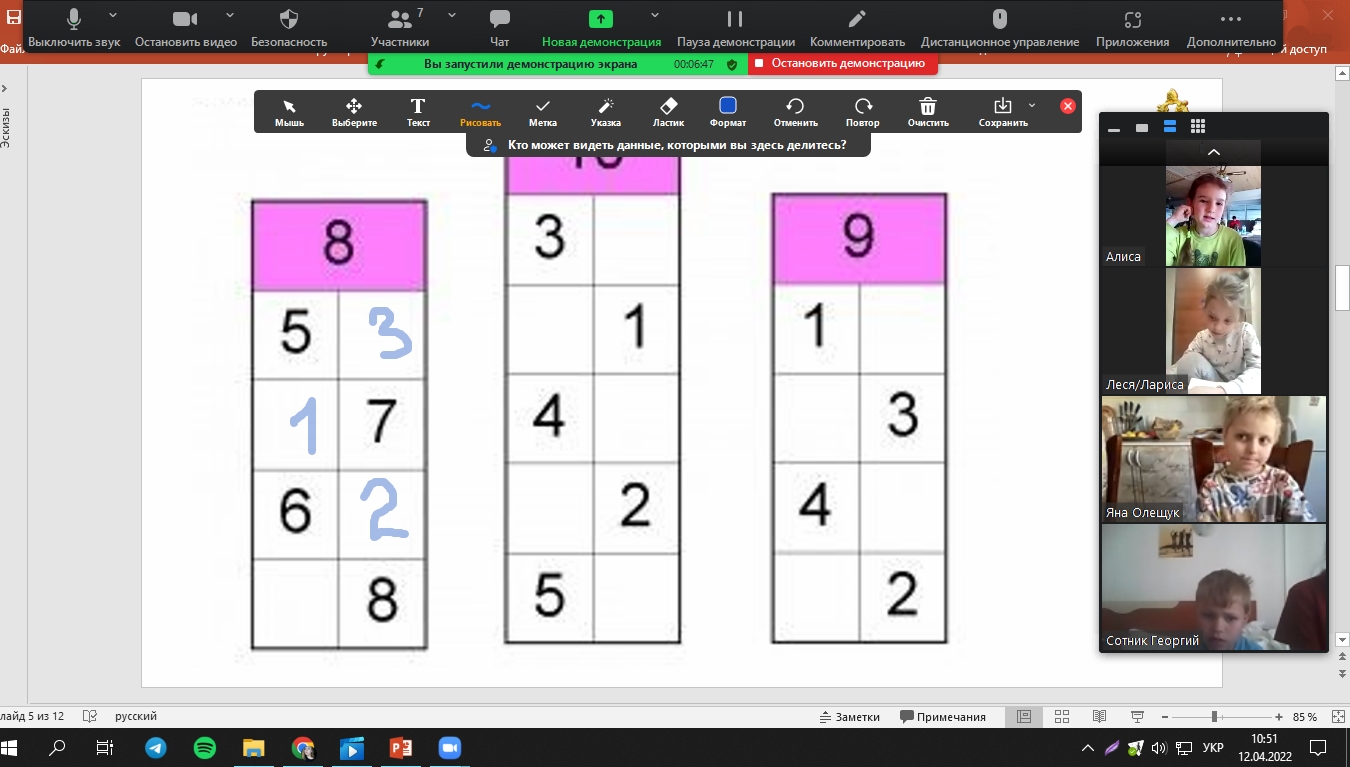 7
Выключить звук Остановить видео Безопасность Участники Чат Новая демонстрация Пауза демонстрации Комментировать Дистанционное управление Приложения Дополнительно
Вы запустили демонстрацию экрана 00:06:47 Остановить демонстрацию
Мышь Выберите Текст Рисовать Метка Указка Ластик Формат Отменить Повтор Очистить Сохранить
Кто может видеть данные, которыми вы здесь делитесь?
Эскизы
8
5 3
1 7
6 2
8
3
1
4
2
5
9
1
3
4
2
Алиса
Леся/Лариса
Яна Олещук
Сотник Георгий
лайд 5 из 12 русский Заметки Примечания 85 %
УКР
10:51
12.04.2022